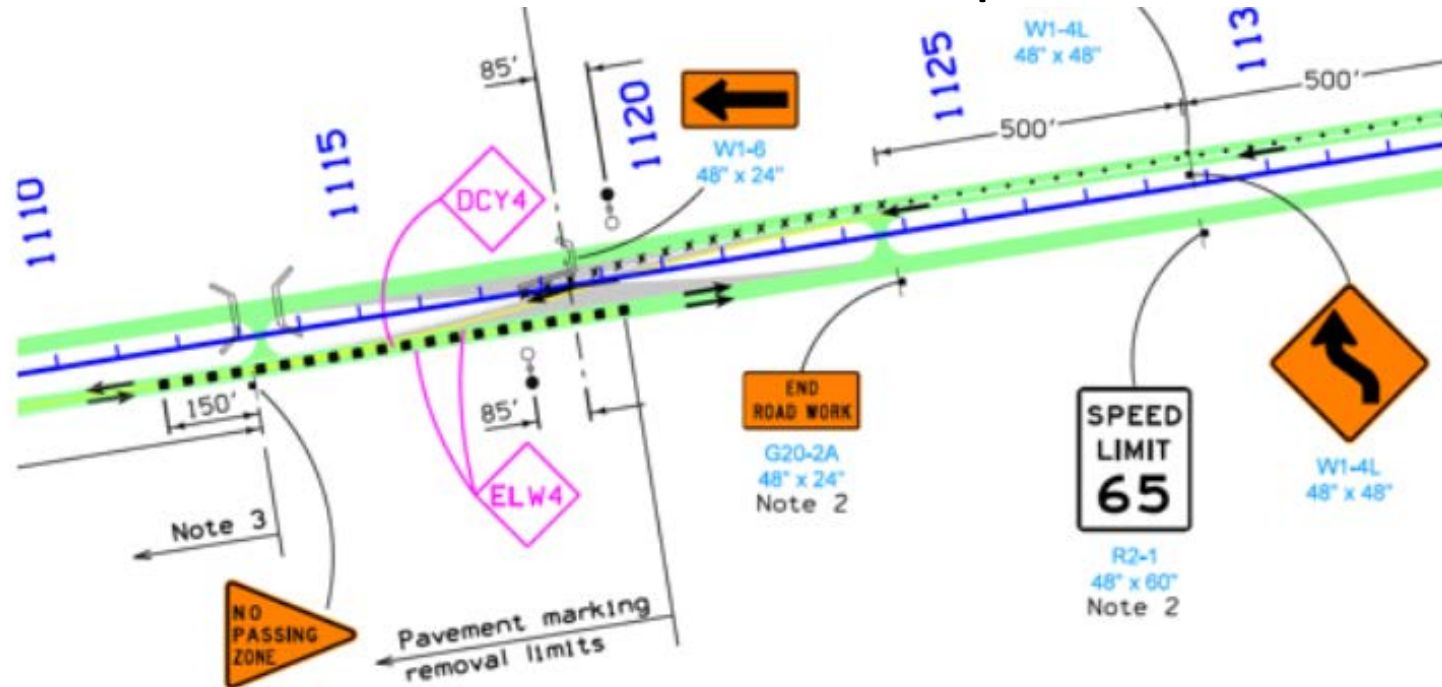 W1-4L
48" x 48"
113
500'
500'
1125
85'
1120
W1-6
48" x 24"
1115
DCY4
1110
150'
85'
ELW4
END
ROAD WORK
G20-2A
48" x 24"
Note 2
SPEED
LIMIT
65
R2-1
48" x 60"
Note 2
W1-4L
48" x 48"
Note 3
NO
PASSING
ZONE
Pavement marking
removal limits